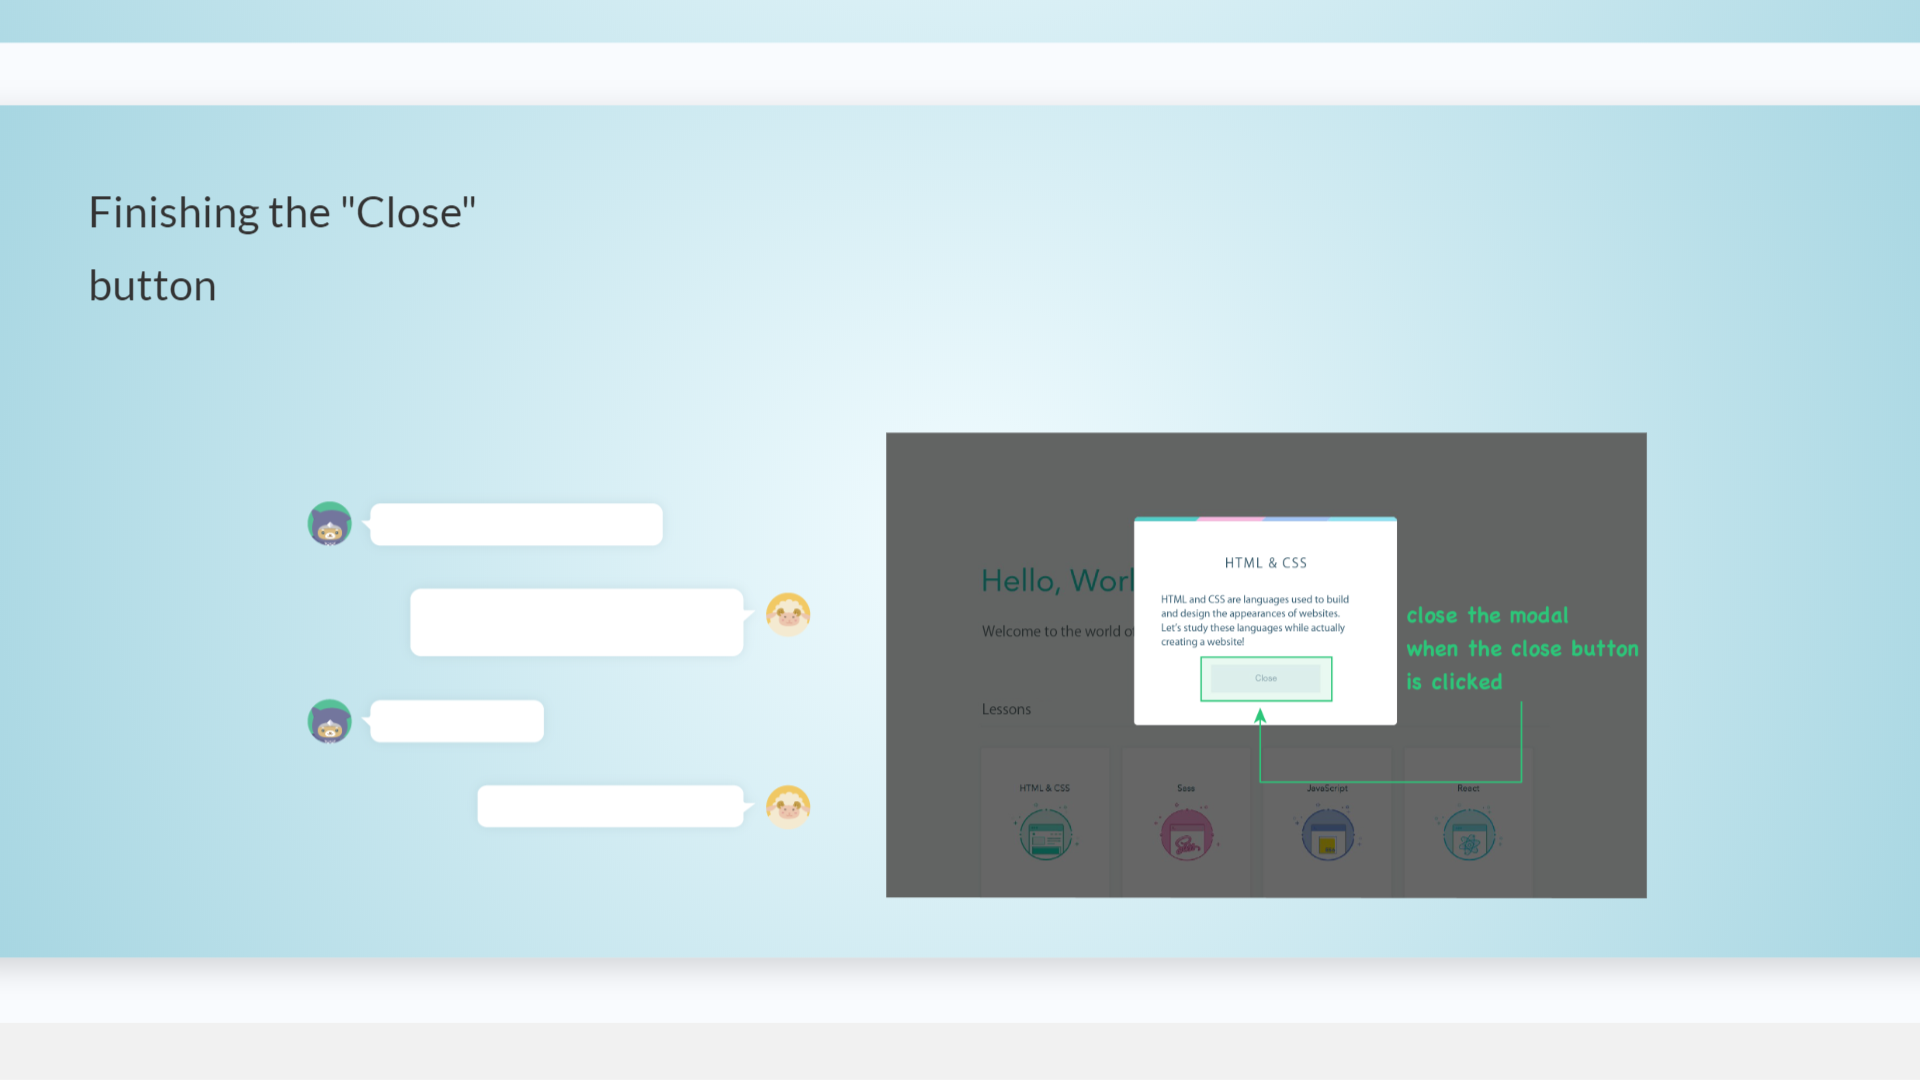 Finishing the "Close"
button
HTML & CSS
HTML and CSS are languages used to build
and design the appearances of websites.
Let's study these languages while actually
creating a website!
Close
close the modal
when the close button
is clicked
Hello, Worl
Welcome to the world o
Lessons
HTML & CSS
Sass
JavaScript
React